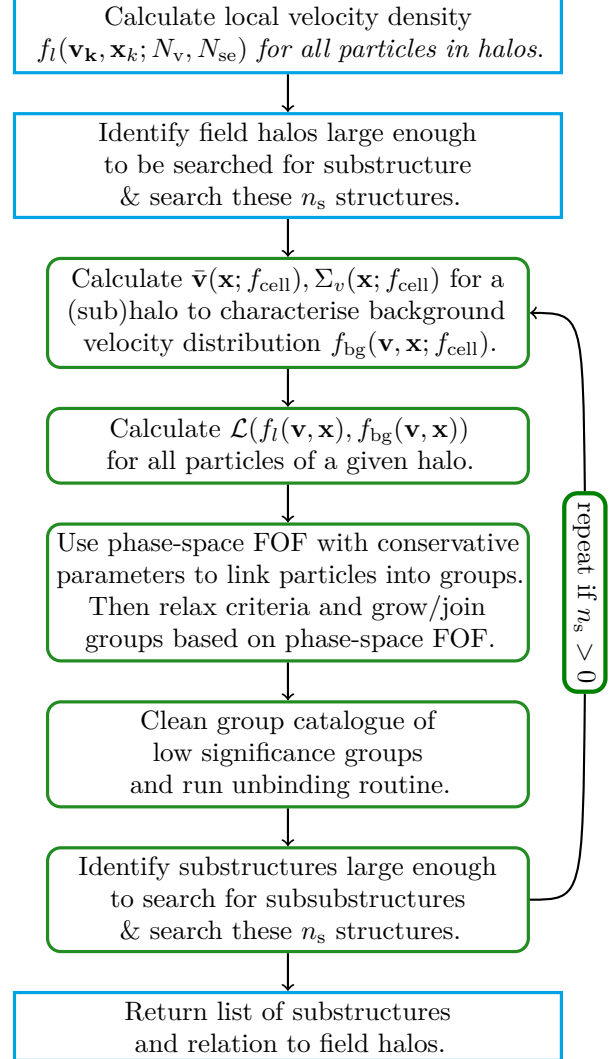 Calculate local velocity density
f_l(v_k, x_k; N_v, N_se) for all particles in halos.
Identify field halos large enough
to be searched for substructure
& search these n_s structures.
Calculate v̄(x; f_cell), Σ_v(x; f_cell) for a
(sub)halo to characterise background
velocity distribution f_bg(v, x; f_cell).
Calculate ℒ(f_l(v, x), f_bg(v, x))
for all particles of a given halo.
Use phase-space FOF with conservative
parameters to link particles into groups.
Then relax criteria and grow/join
groups based on phase-space FOF.
Clean group catalogue of
low significance groups
and run unbinding routine.
Identify substructures large enough
to search for subsubstructures
& search these n_s structures.
repeat if n_s > 0
Return list of substructures
and relation to field halos.